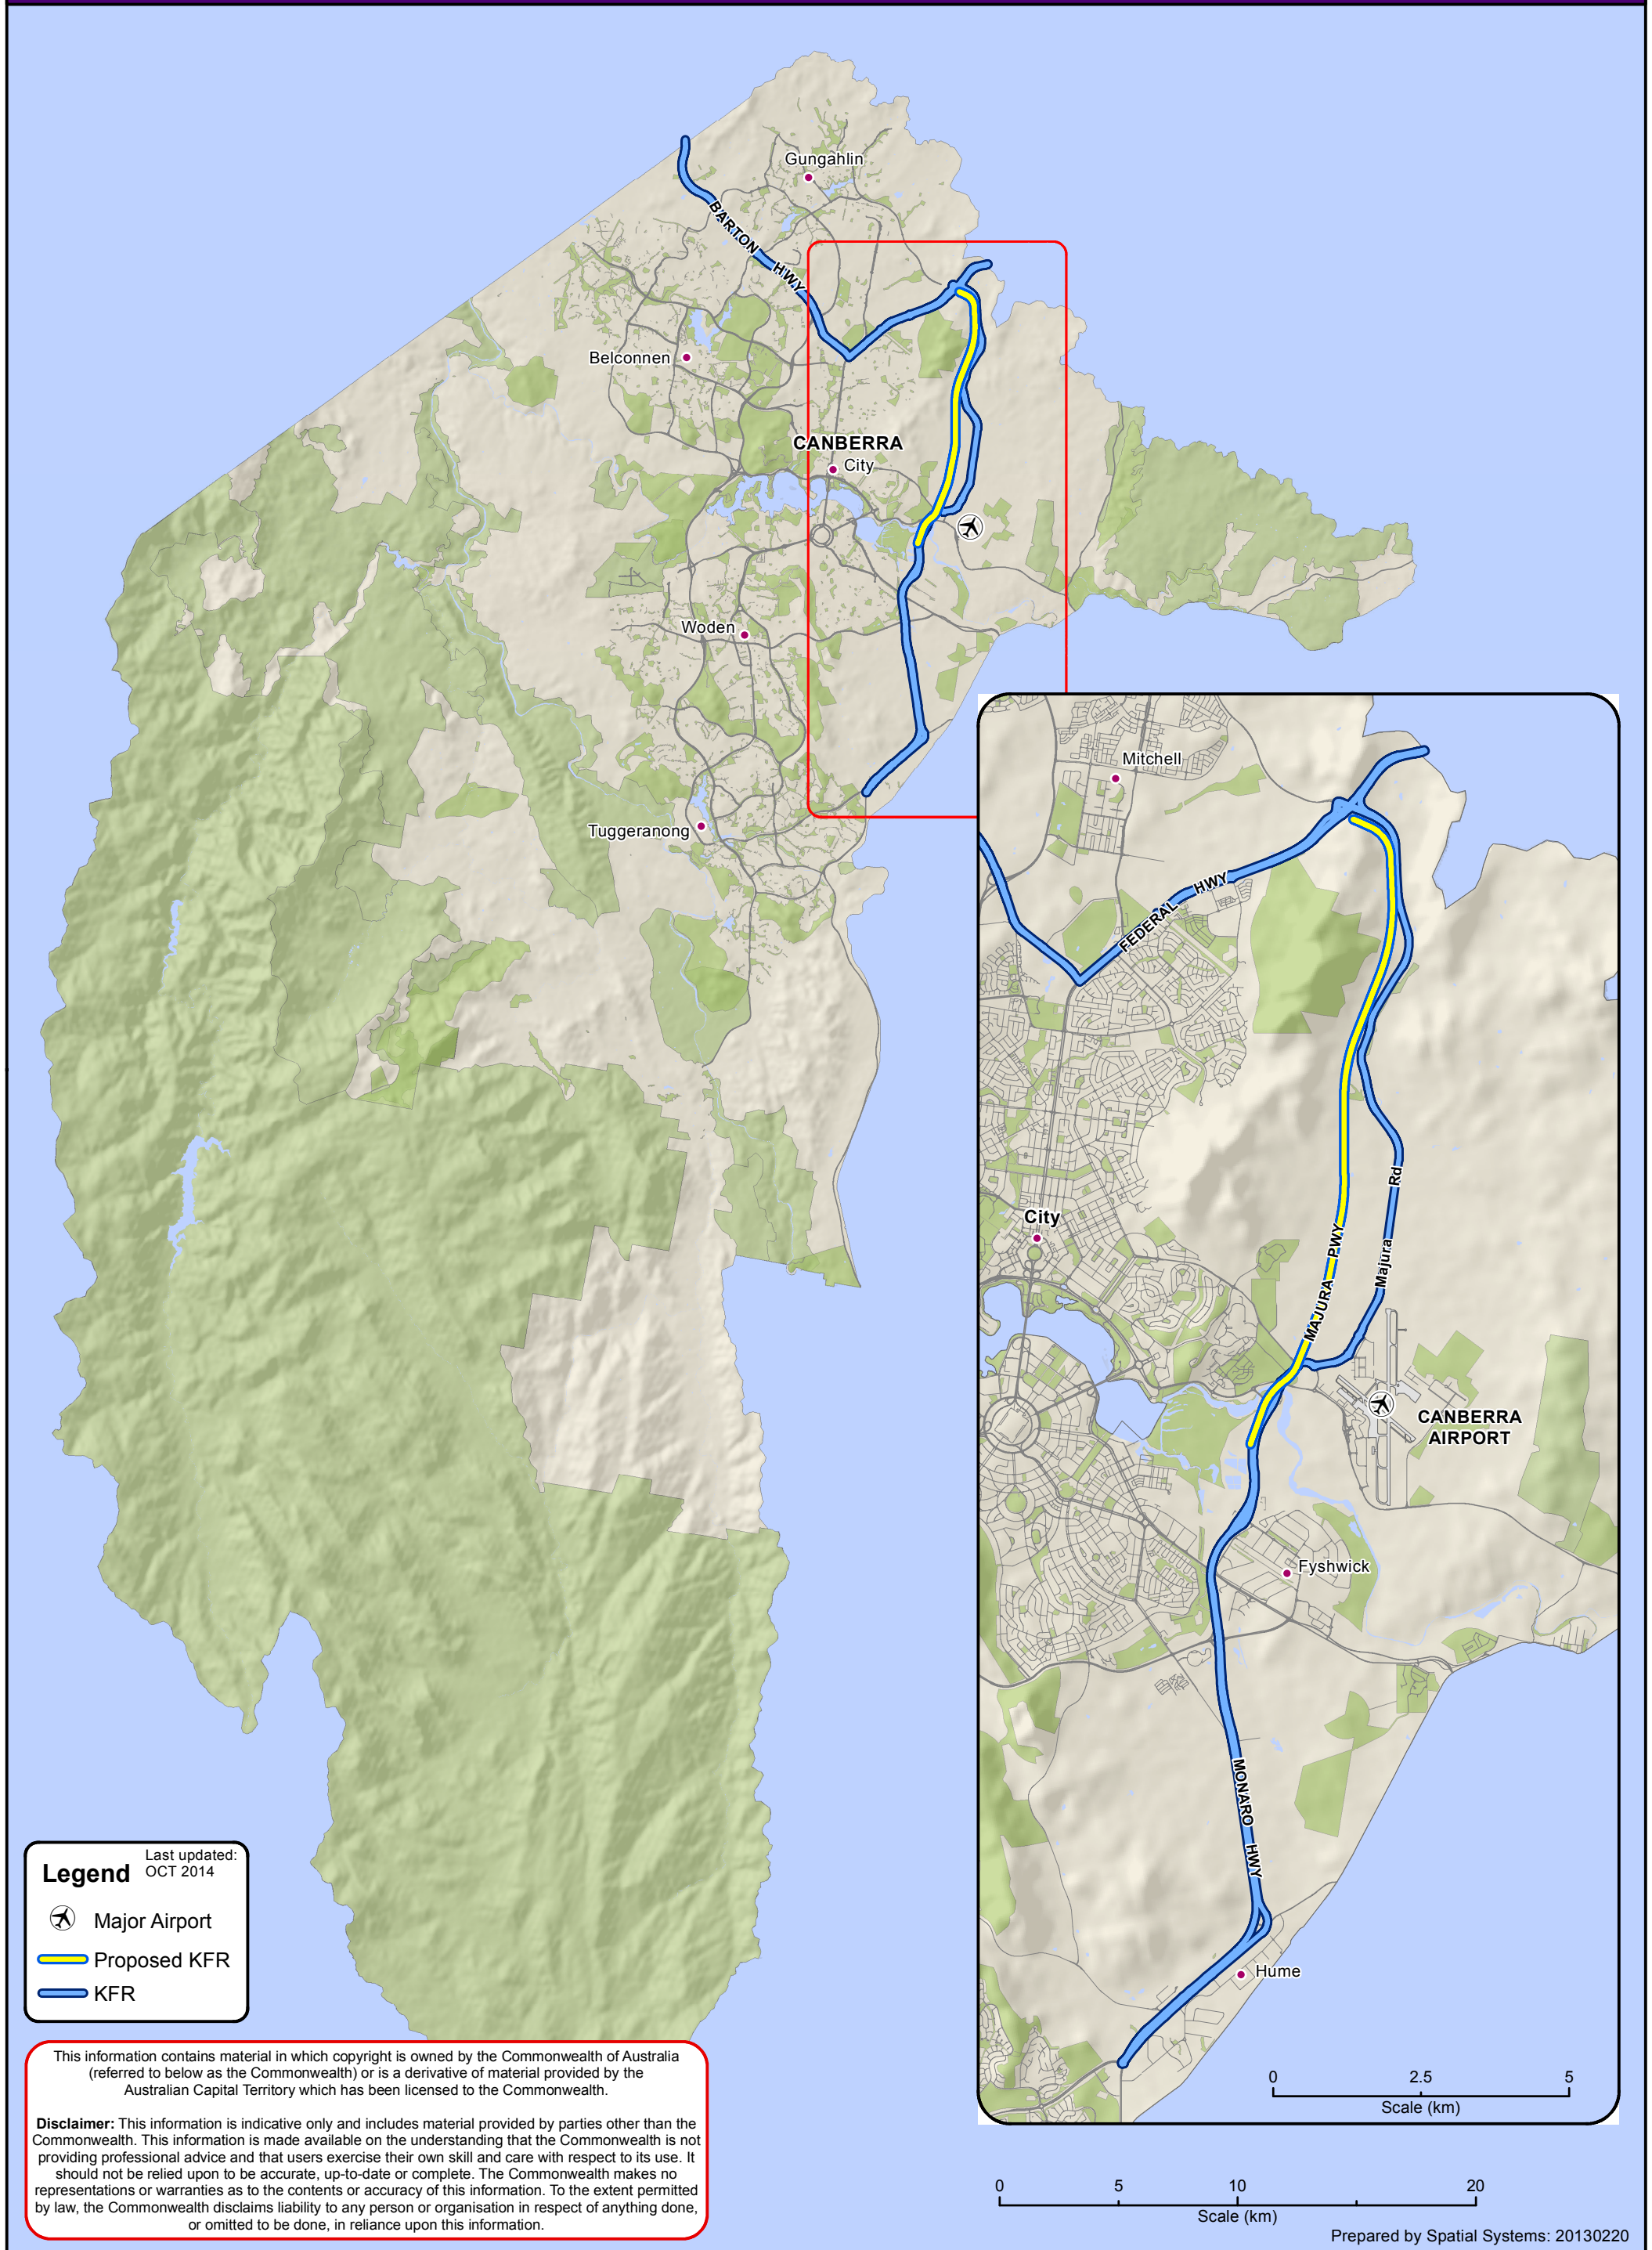 Gungahlin
BARTON HWY
Belconnen
CANBERRA
City
Woden
Tuggeranong
Mitchell
FEDERAL HWY
City
MAJURA PWY
Majura Rd
CANBERRA
AIRPORT
Fyshwick
MONARO HWY
Hume
0 2.5 5
Scale (km)
Legend
Last updated:
OCT 2014
Major Airport
Proposed KFR
KFR
This information contains material in which copyright is owned by the Commonwealth of Australia
(referred to below as the Commonwealth) or is a derivative of material provided by the
Australian Capital Territory which has been licensed to the Commonwealth.
Disclaimer: This information is indicative only and includes material provided by parties other than the
Commonwealth. This information is made available on the understanding that the Commonwealth is not
providing professional advice and that users exercise their own skill and care with respect to its use. It
should not be relied upon to be accurate, up-to-date or complete. The Commonwealth makes no
representations or warranties as to the contents or accuracy of this information. To the extent permitted
by law, the Commonwealth disclaims liability to any person or organisation in respect of anything done,
or omitted to be done, in reliance upon this information.
0 5 10 20
Scale (km)
Prepared by Spatial Systems: 20130220